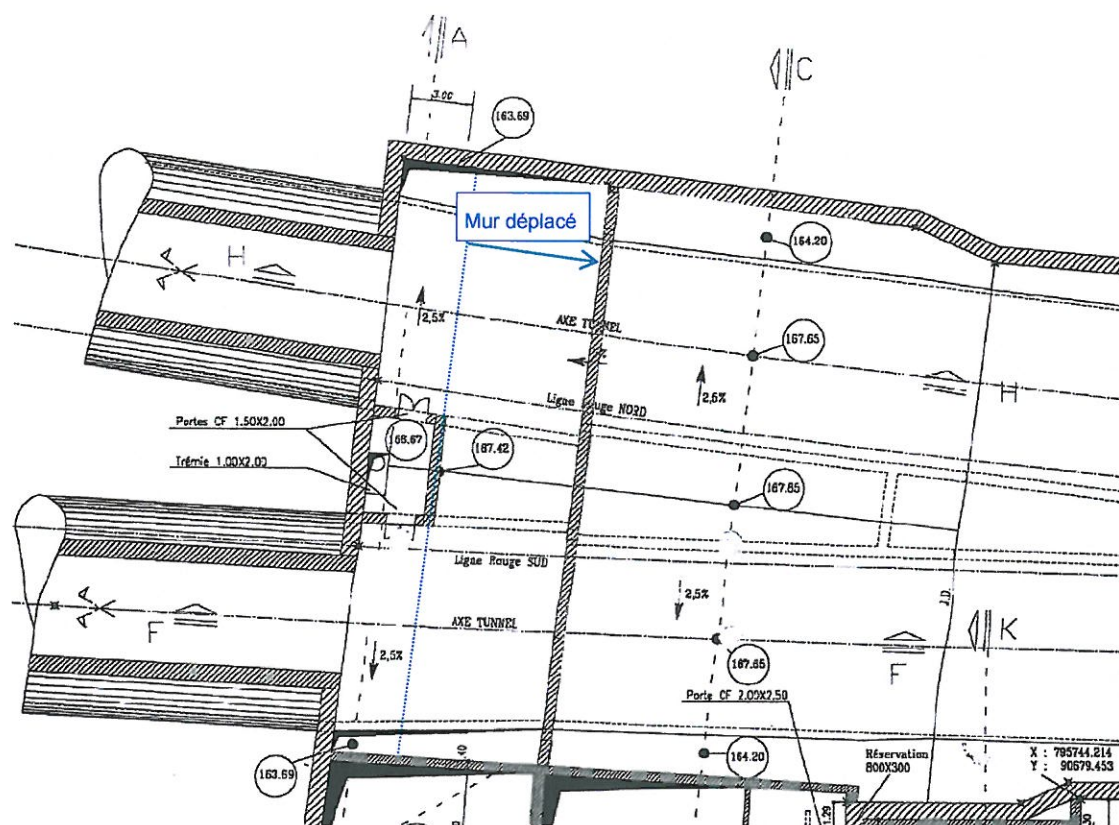 A
C
3.00
163.69
Mur déplacé
164.20
H
2,5%
AXE TUNNEL
167.65
2,5%
H
Ligne Rouge NORD
Portes CF 1.50X2.00
167.42
Trémie 1.00X2.00
167.85
Ligne Rouge SUD
J.D.
2,5%
AXE TUNNEL
F
K
2,5%
F
167.65
Porte CF 2.00X2.50
163.69
164.20
Réservation
800X300
X : 795744.214
Y : 90679.453